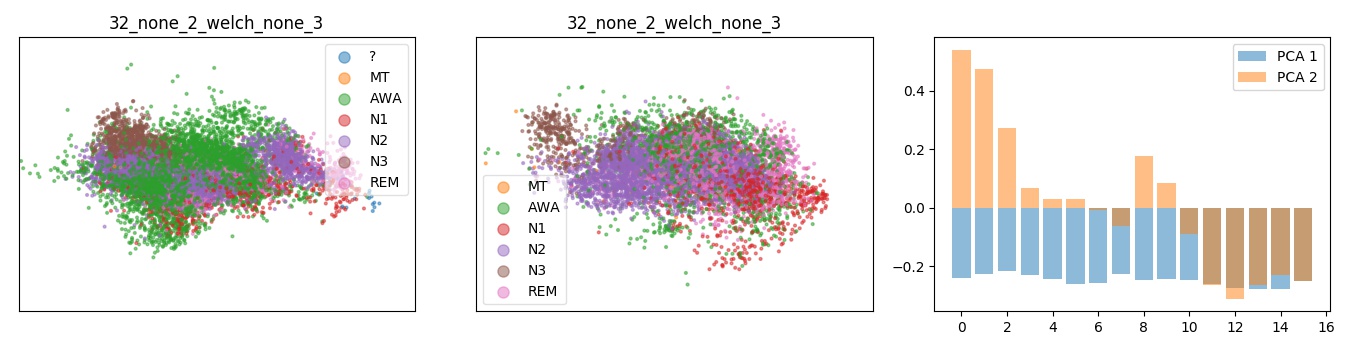 32_none_2_welch_none_3
?
MT
AWA
N1
N2
N3
REM
32_none_2_welch_none_3
MT
AWA
N1
N2
N3
REM
PCA 1
PCA 2
0.4
0.2
0.0
−0.2
0 2 4 6 8 10 12 14 16